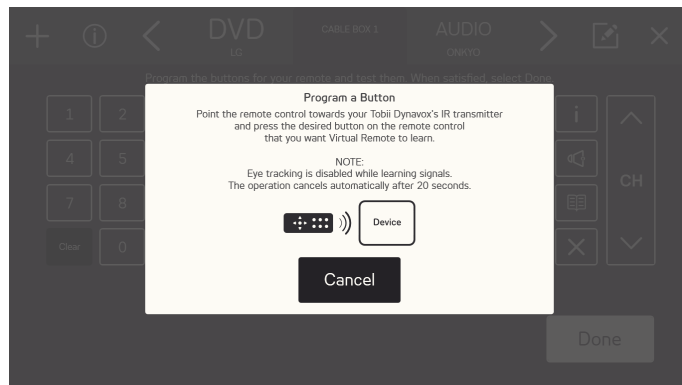 DVD
LG
CABLE BOX 1
AUDIO
ONKYO
Program the buttons for your remote and test them. When satisfied, select Done.
Program a Button
Point the remote control towards your Tobii Dynavox's IR transmitter
and press the desired button on the remote control
that you want Virtual Remote to learn.
NOTE:
Eye tracking is disabled while learning signals.
The operation cancels automatically after 20 seconds.
Device
Cancel
1
2
4
5
CH
7
8
Clear
0
Done